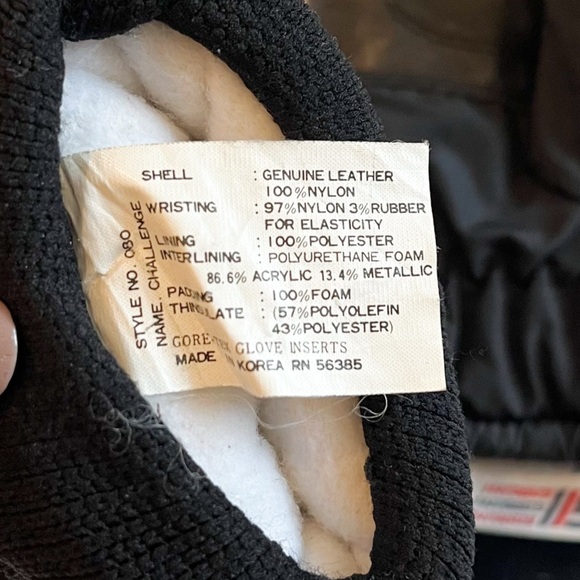 SHELL : GENUINE LEATHER
100%NYLON
WRISTING : 97%NYLON 3%RUBBER
FOR ELASTICITY
LINING : 100%POLYESTER
INTERLINING : POLYURETHANE FOAM
86.6% ACRYLIC 13.4% METALLIC
PADDING : 100%FOAM
THINSULATE : (57%POLYOLEFIN
43%POLYESTER)
GORE-TEX GLOVE INSERTS
MADE IN KOREA RN 56385
STYLE NO. 080
NAME. CHALLENGE